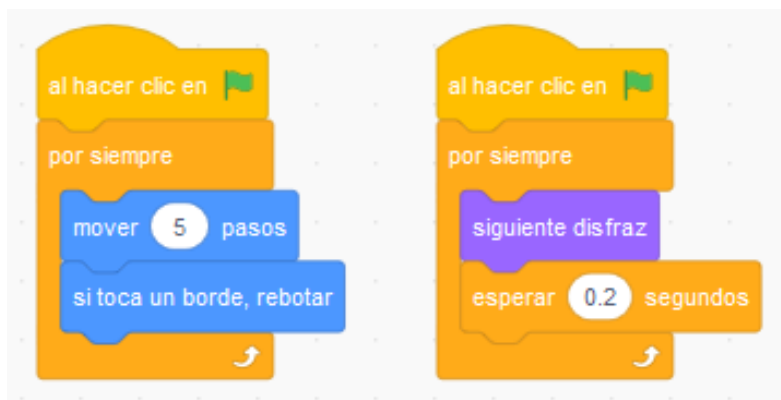 al hacer clic en
por siempre
mover 5 pasos
si toca un borde, rebotar
al hacer clic en
por siempre
siguiente disfraz
esperar 0.2 segundos